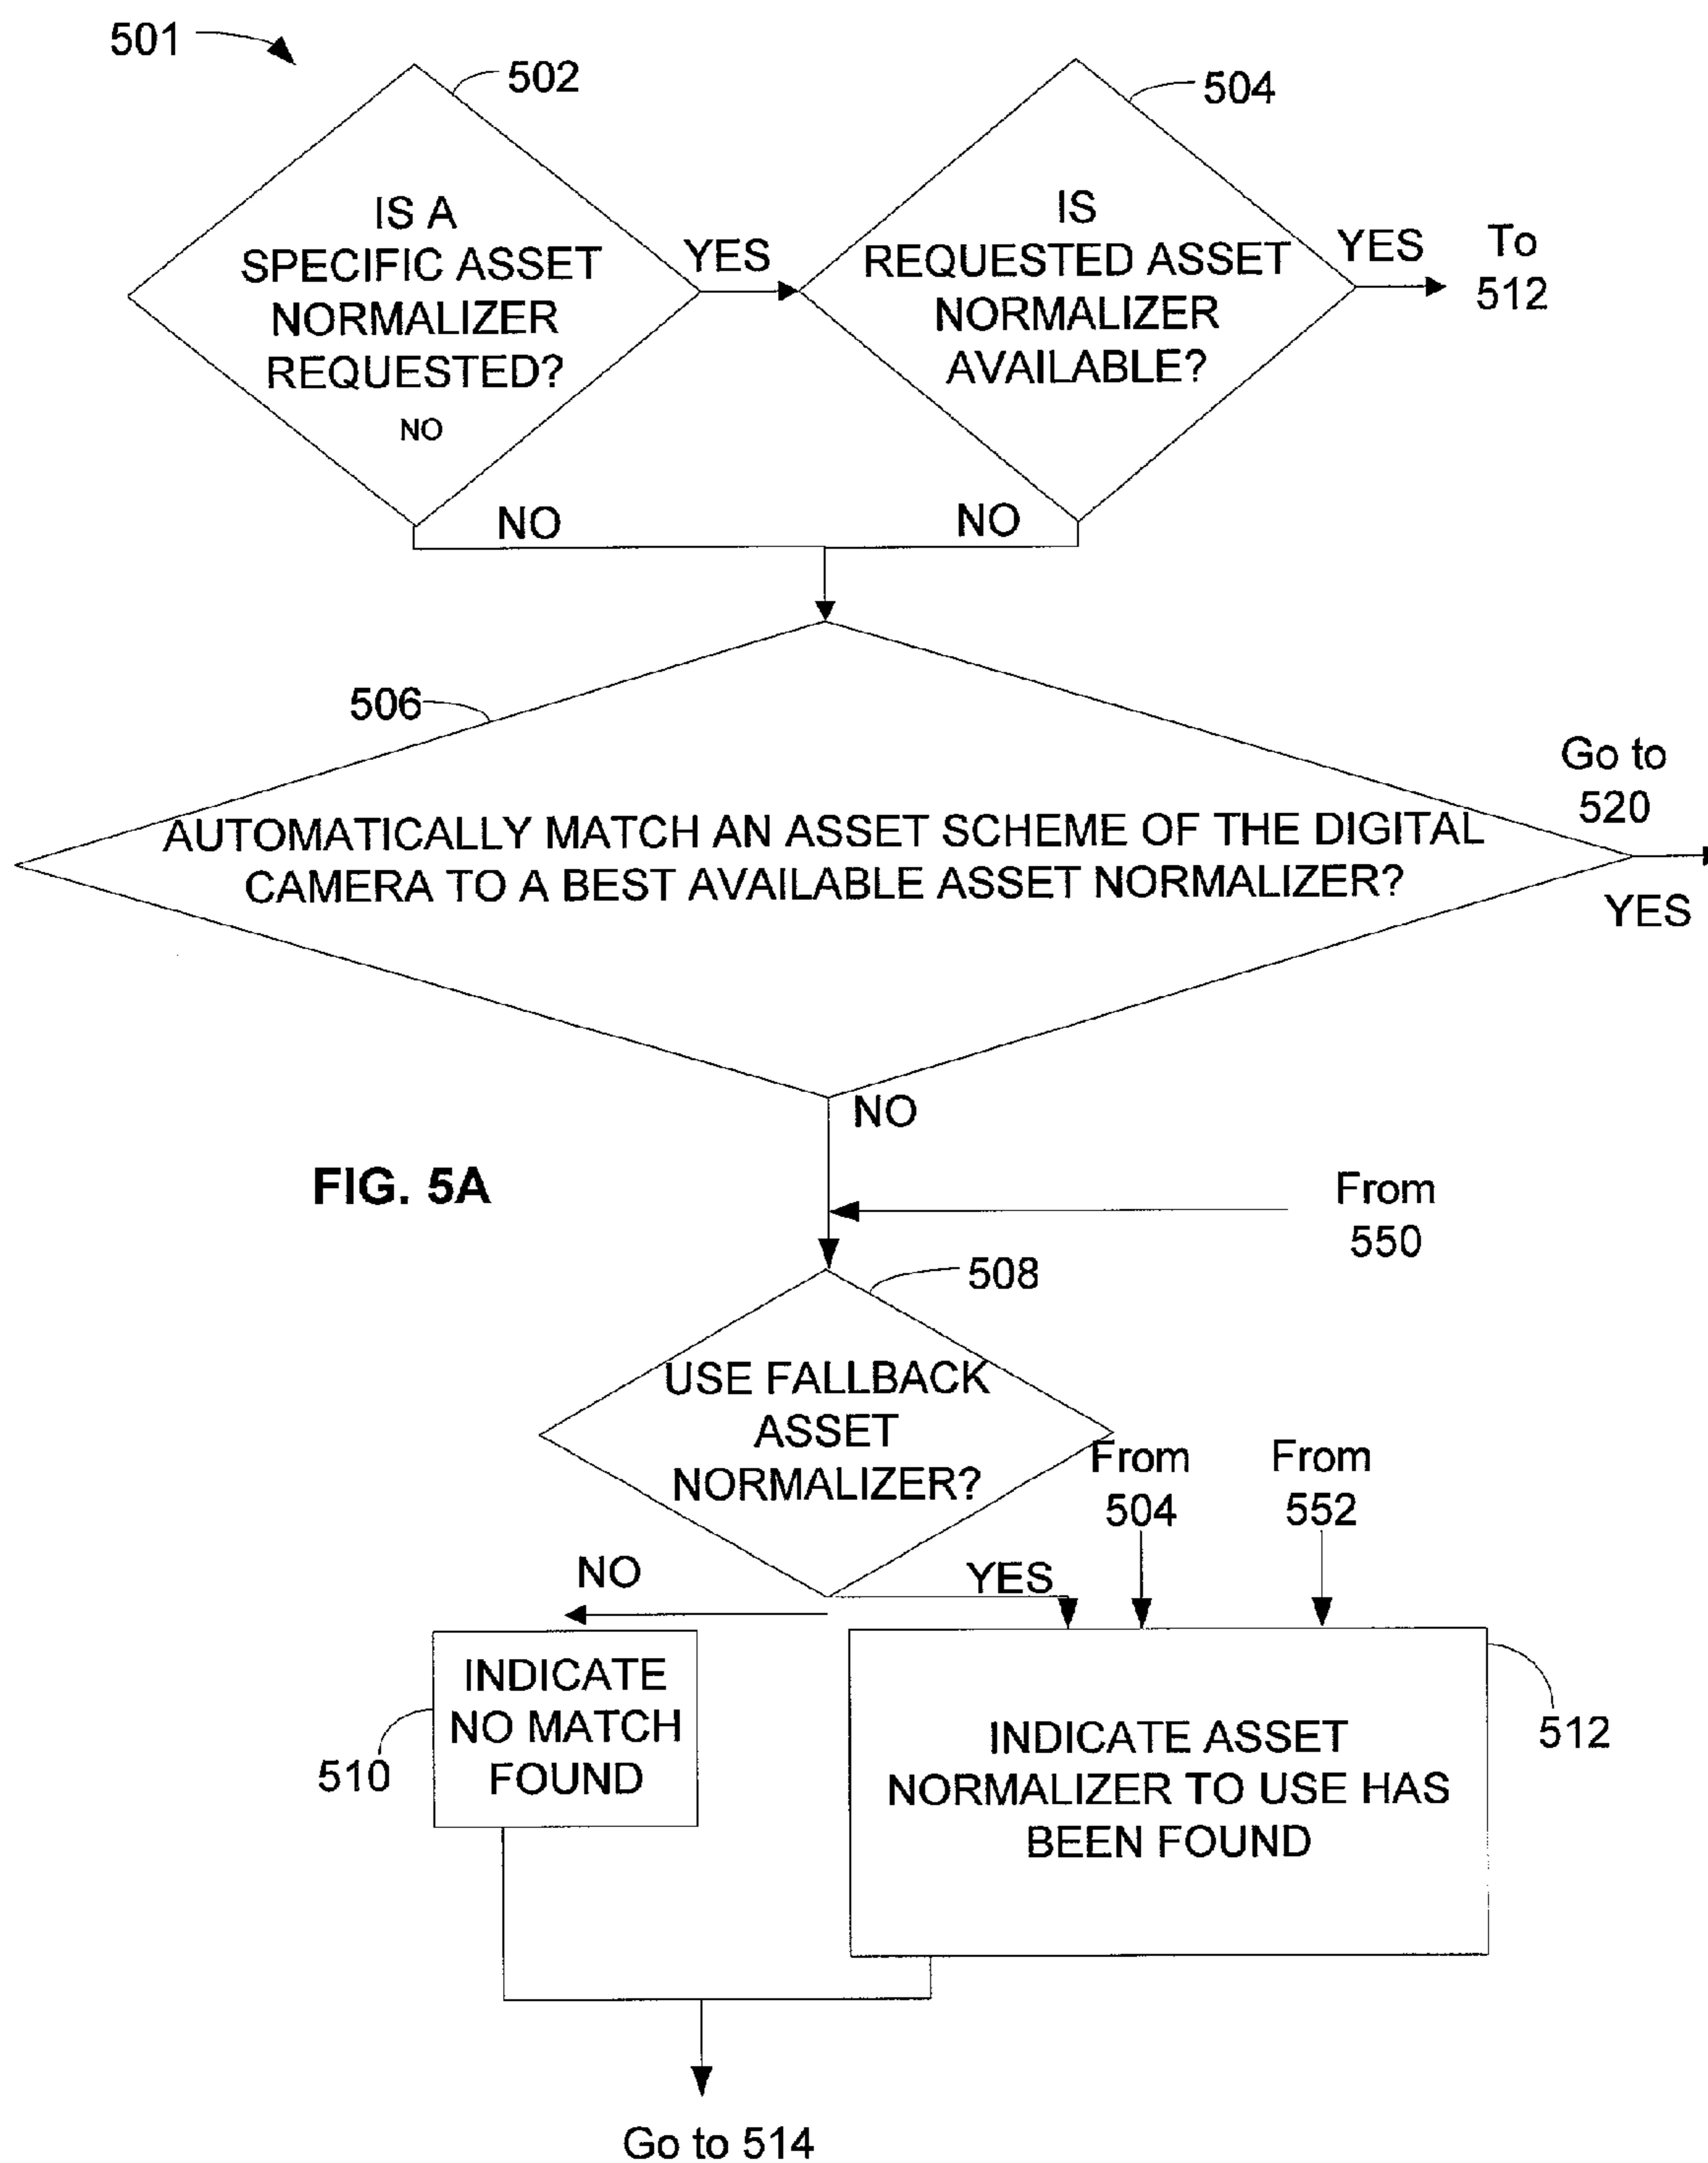 501
502
504
IS A
SPECIFIC ASSET
NORMALIZER
REQUESTED?
NO
YES
IS
REQUESTED ASSET
NORMALIZER
AVAILABLE?
YES
To
512
NO
NO
506
AUTOMATICALLY MATCH AN ASSET SCHEME OF THE DIGITAL
CAMERA TO A BEST AVAILABLE ASSET NORMALIZER?
Go to
520
YES
NO
FIG. 5A
From
550
508
USE FALLBACK
ASSET
NORMALIZER?
From
504
From
552
NO
YES
INDICATE
NO MATCH
FOUND
510
INDICATE ASSET
NORMALIZER TO USE HAS
BEEN FOUND
512
Go to 514